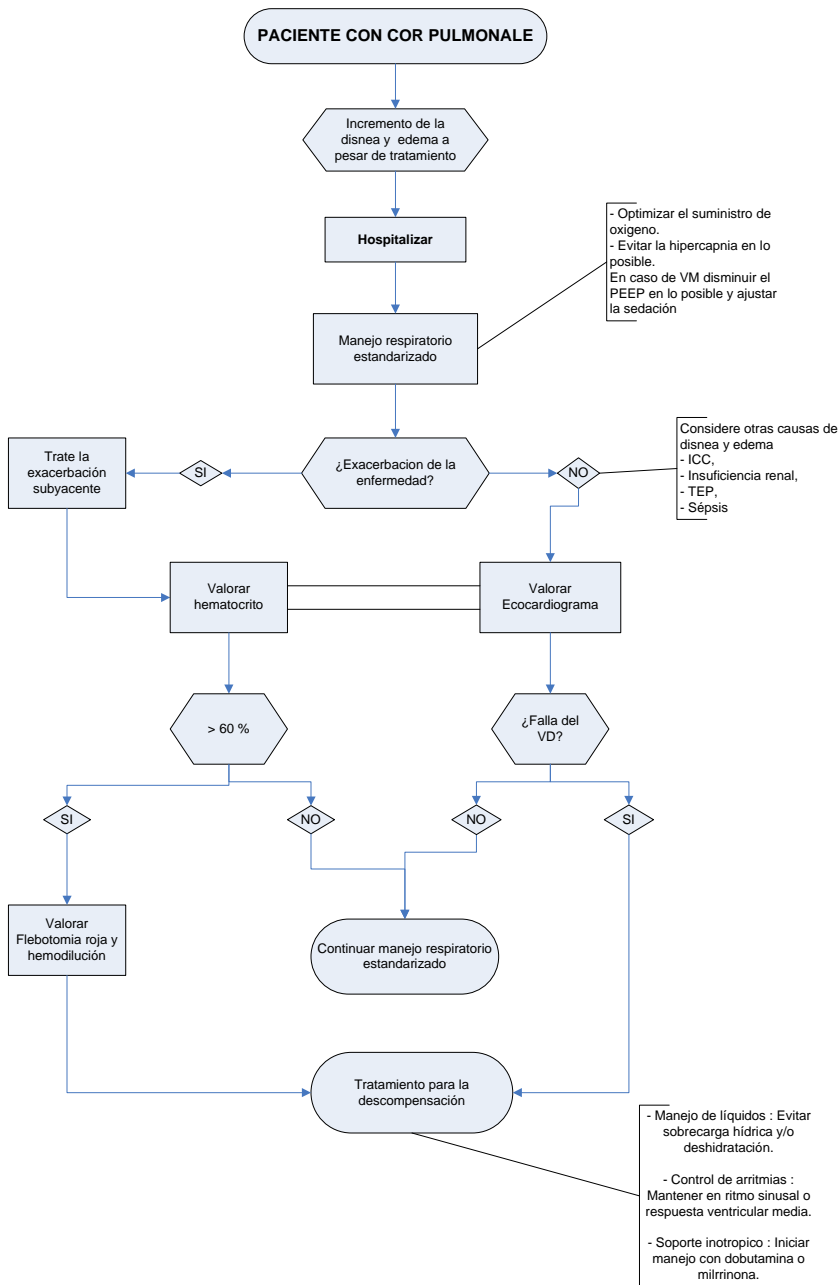 PACIENTE CON COR PULMONALE
Incremento de la
disnea y edema a
pesar de tratamiento
Hospitalizar
- Optimizar el suministro de
oxigeno.
- Evitar la hipercapnia en lo
posible.
En caso de VM disminuir el
PEEP en lo posible y ajustar
la sedación
Manejo respiratorio
estandarizado
Trate la
exacerbación
subyacente
SI
¿Exacerbacion de la
enfermedad?
NO
Considere otras causas de
disnea y edema
- ICC,
- Insuficiencia renal,
- TEP,
- Sépsis
Valorar
hematocrito
Valorar
Ecocardiograma
> 60 %
¿Falla del
VD?
SI
NO
NO
SI
Valorar
Flebotomia roja y
hemodilución
Continuar manejo respiratorio
estandarizado
Tratamiento para la
descompensación
- Manejo de líquidos : Evitar
sobrecarga hídrica y/o
deshidratación.
- Control de arritmias :
Mantener en ritmo sinusal o
respuesta ventricular media.
- Soporte inotropico : Iniciar
manejo con dobutamina o
milrrinona.